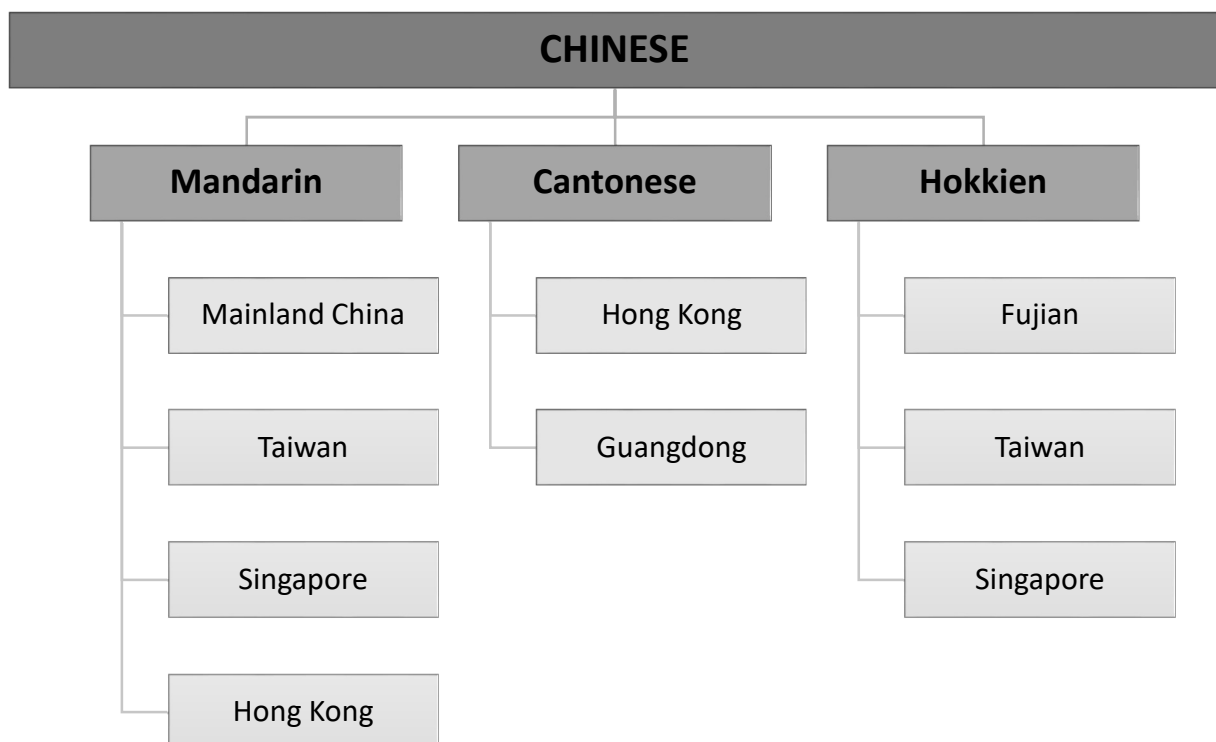 CHINESE
Mandarin
Cantonese
Hokkien
Mainland China
Hong Kong
Fujian
Taiwan
Guangdong
Taiwan
Singapore
Singapore
Hong Kong